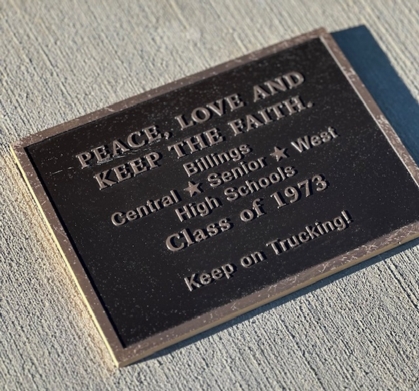 PEACE, LOVE AND
KEEP THE FAITH.
Billings
Central ★ Senior ★ West
High Schools
Class of 1973
Keep on Trucking!